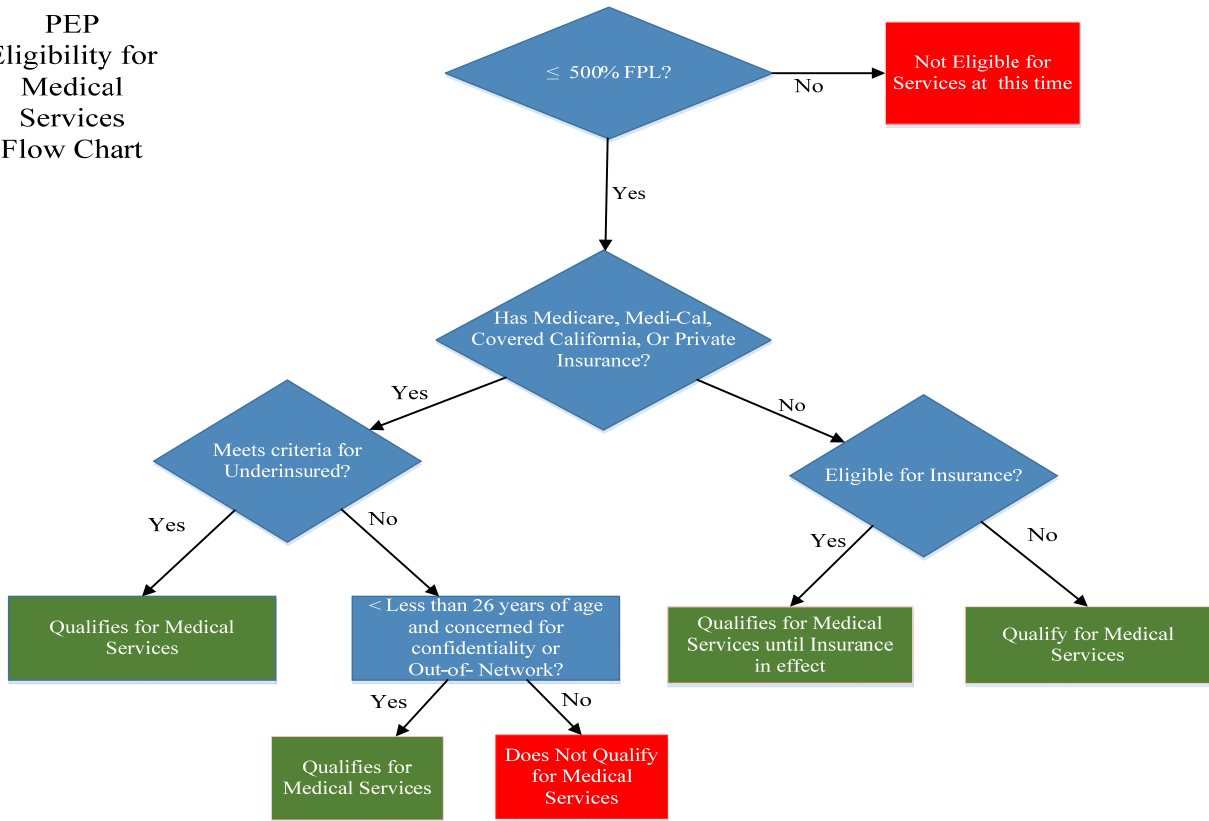 PEP
Eligibility for
Medical
Services
Flow Chart
≤ 500% FPL?
No
Not Eligible for
Services at this time
Yes
Has Medicare, Medi-Cal,
Covered California, Or Private
Insurance?
Yes
No
Meets criteria for
Underinsured?
Eligible for Insurance?
Yes
No
Yes
No
Qualifies for Medical
Services
< Less than 26 years of age
and concerned for
confidentiality or
Out-of- Network?
Qualifies for Medical
Services until Insurance
in effect
Qualify for Medical
Services
Yes
No
Qualifies for
Medical Services
Does Not Qualify
for Medical
Services